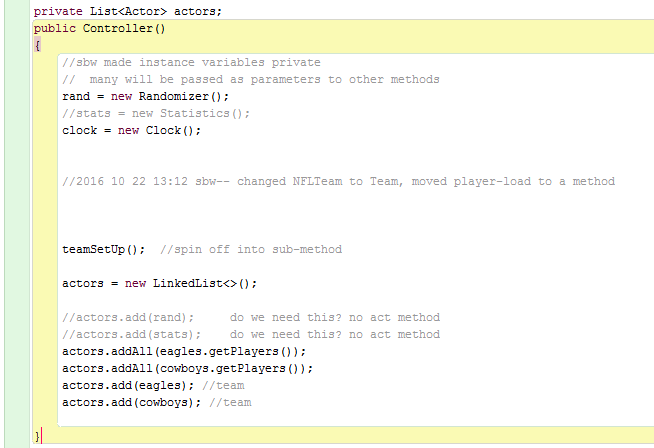 private List<Actor> actors;
public Controller()
{
//sbw made instance variables private
// many will be passed as parameters to other methods
rand = new Randomizer();
//stats = new Statistics();
clock = new Clock();
//2016 10 22 13:12 sbw-- changed NFLTeam to Team, moved player-load to a method
teamSetUp(); //spin off into sub-method
actors = new LinkedList<>();
//actors.add(rand); do we need this? no act method
//actors.add(stats); do we need this? no act method
actors.addAll(eagles.getPlayers());
actors.addAll(cowboys.getPlayers());
actors.add(eagles); //team
actors.add(cowboys); //team
}